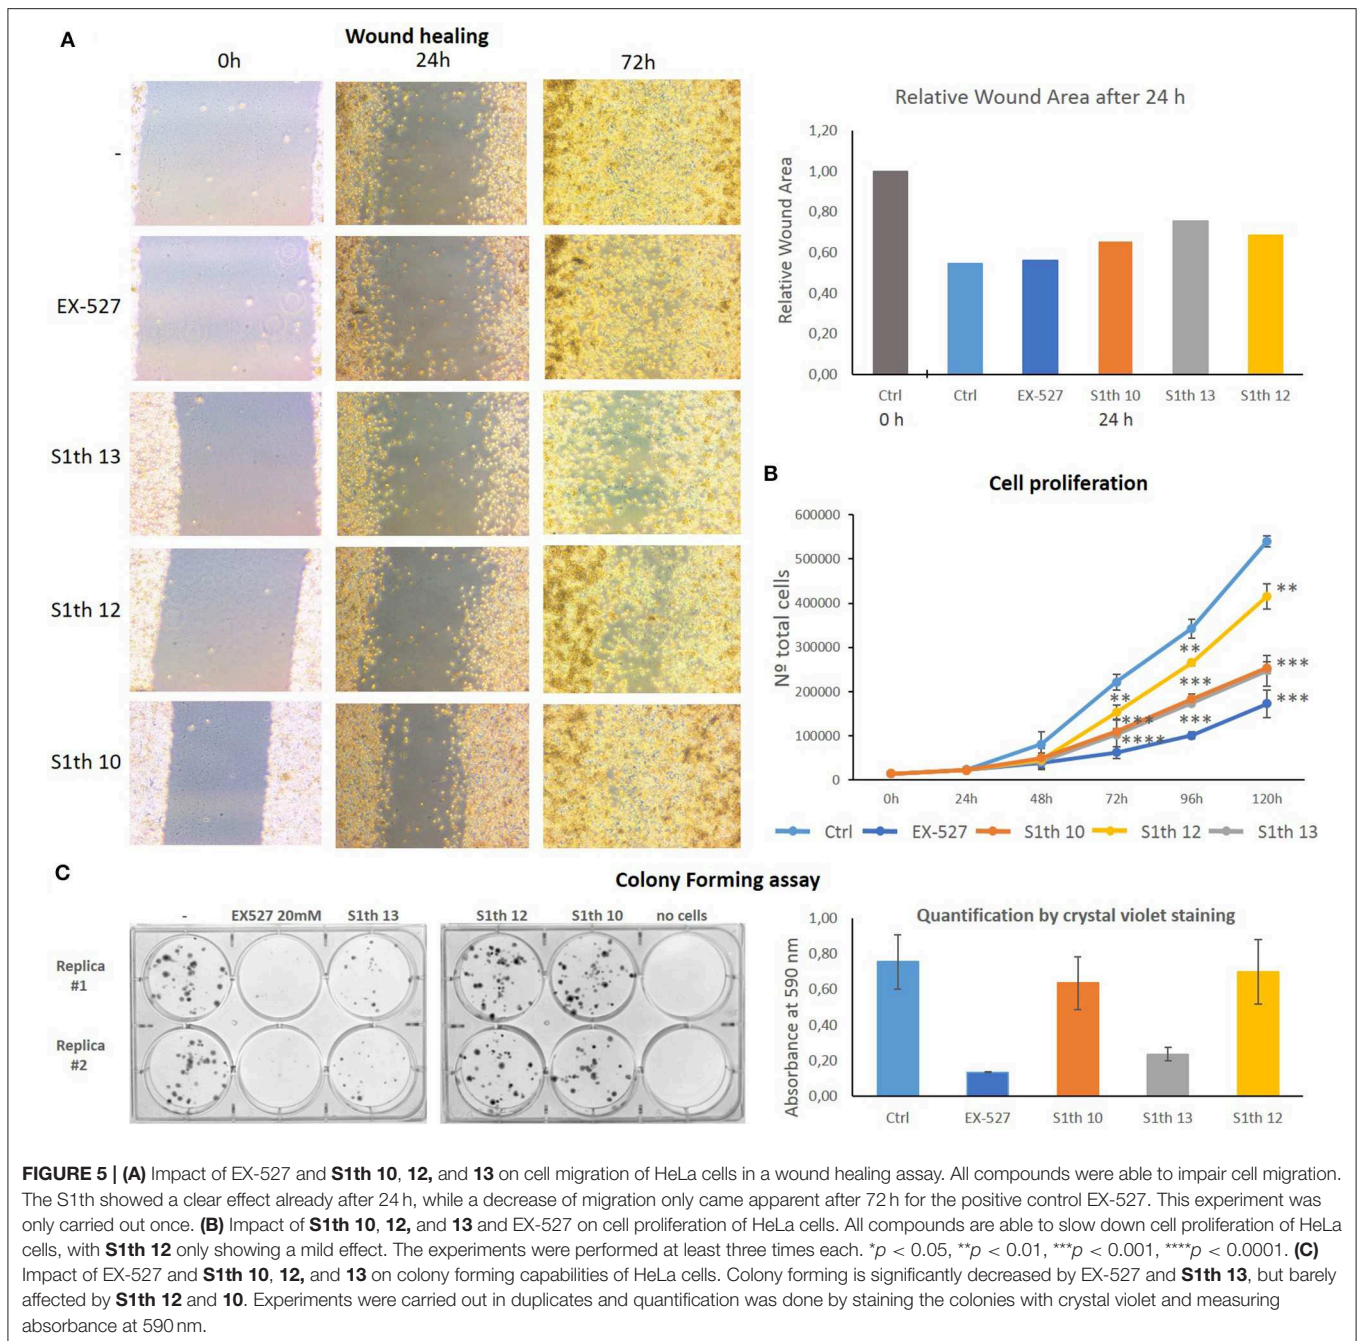 A
Wound healing
0h 24h 72h
-
EX-527
S1th 13
S1th 12
S1th 10
Relative Wound Area after 24 h
Relative Wound Area
1,20
1,00
0,80
0,60
0,40
0,20
0,00
Ctrl Ctrl EX-527 S1th 10 S1th 13 S1th 12
0 h 24 h
B
Cell proliferation
Nº total cells
600000
500000
400000
300000
200000
100000
0
**
**
**
***
***
***
****
***
***
0h 24h 48h 72h 96h 120h
Ctrl EX-527 S1th 10 S1th 12 S1th 13
C
Colony Forming assay
- EX527 20mM S1th 13 S1th 12 S1th 10 no cells
Replica
#1
Replica
#2
Quantification by crystal violet staining
Absorbance at 590 nm
1,00
0,80
0,60
0,40
0,20
0,00
Ctrl EX-527 S1th 10 S1th 13 S1th 12
FIGURE 5 | (A) Impact of EX-527 and S1th 10, 12, and 13 on cell migration of HeLa cells in a wound healing assay. All compounds were able to impair cell migration.
The S1th showed a clear effect already after 24 h, while a decrease of migration only came apparent after 72 h for the positive control EX-527. This experiment was
only carried out once. (B) Impact of S1th 10, 12, and 13 and EX-527 on cell proliferation of HeLa cells. All compounds are able to slow down cell proliferation of HeLa
cells, with S1th 12 only showing a mild effect. The experiments were performed at least three times each. *p < 0.05, **p < 0.01, ***p < 0.001, ****p < 0.0001. (C)
Impact of EX-527 and S1th 10, 12, and 13 on colony forming capabilities of HeLa cells. Colony forming is significantly decreased by EX-527 and S1th 13, but barely
affected by S1th 12 and 10. Experiments were carried out in duplicates and quantification was done by staining the colonies with crystal violet and measuring
absorbance at 590 nm.